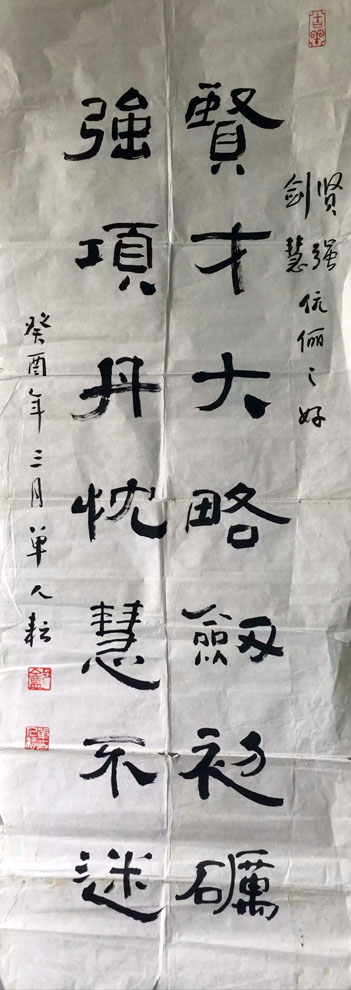 贤强
剑慧
伉俪之好
賢才大略劔初礪
強項丹忱慧不迷
癸酉年三月單人耘